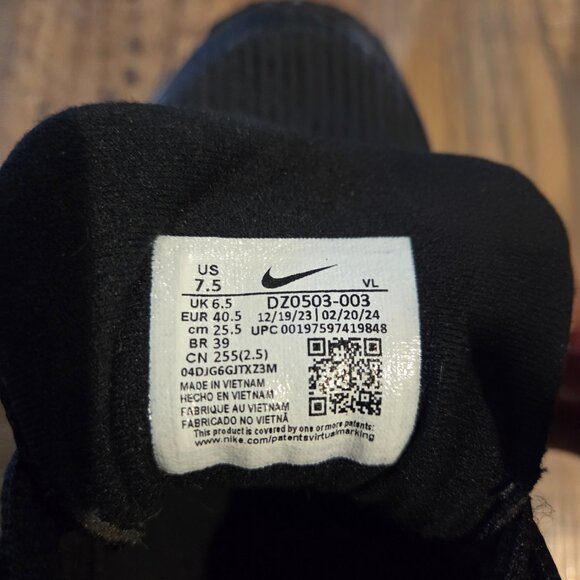 US
7.5
VL
UK 6.5
DZ0503-003
EUR 40.5
12/19/23 | 02/20/24
cm 25.5
UPC 00197597419848
BR 39
CN 255(2.5)
04DJG6GJTXZ3M
MADE IN VIETNAM
HECHO EN VIETNAM
FABRIQUE AU VIETNAM
FABRICADO NO VIETNÃ
This product is covered by one or more patents.
www.nike.com/patentsvirtualmarking